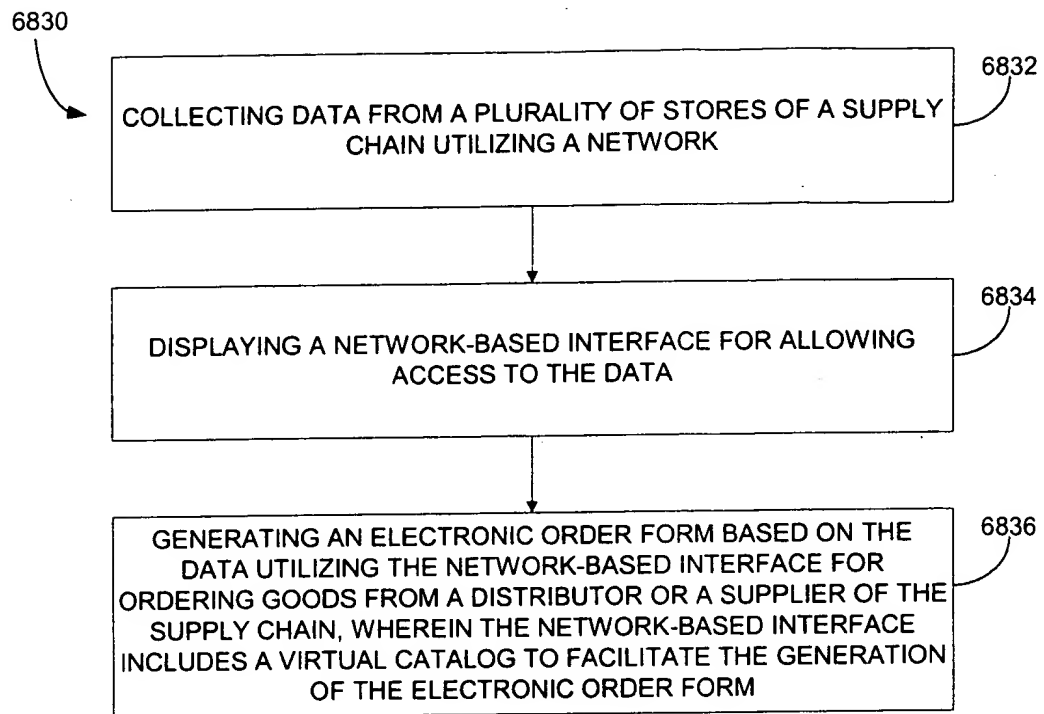 6830
6832
COLLECTING DATA FROM A PLURALITY OF STORES OF A SUPPLY
CHAIN UTILIZING A NETWORK
6834
DISPLAYING A NETWORK-BASED INTERFACE FOR ALLOWING
ACCESS TO THE DATA
6836
GENERATING AN ELECTRONIC ORDER FORM BASED ON THE
DATA UTILIZING THE NETWORK-BASED INTERFACE FOR
ORDERING GOODS FROM A DISTRIBUTOR OR A SUPPLIER OF THE
SUPPLY CHAIN, WHEREIN THE NETWORK-BASED INTERFACE
INCLUDES A VIRTUAL CATALOG TO FACILITATE THE GENERATION
OF THE ELECTRONIC ORDER FORM